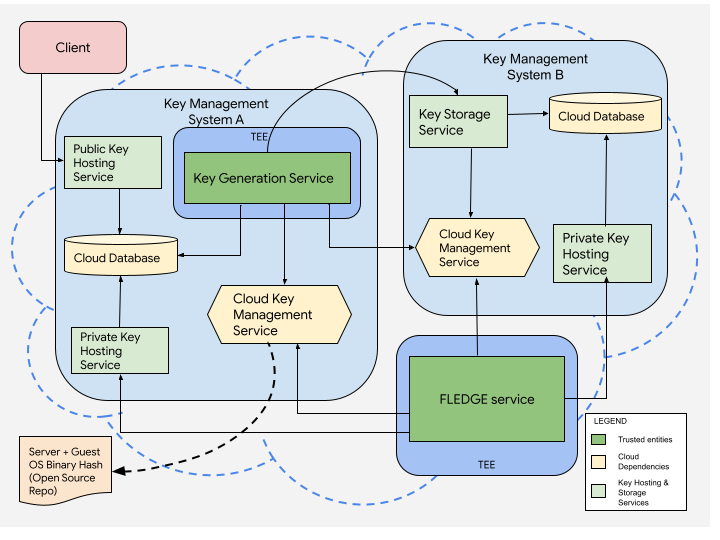 Client
Key Management
System A
Public Key
Hosting
Service
TEE
Key Generation Service
Cloud Database
Cloud Key
Management
Service
Private Key
Hosting
Service
Key Management
System B
Key Storage
Service
Cloud Database
Cloud Key
Management
Service
Private Key
Hosting
Service
FLEDGE service
TEE
Server + Guest
OS Binary Hash
(Open Source
Repo)
LEGEND
Trusted entities
Cloud
Dependencies
Key Hosting &
Storage
Services